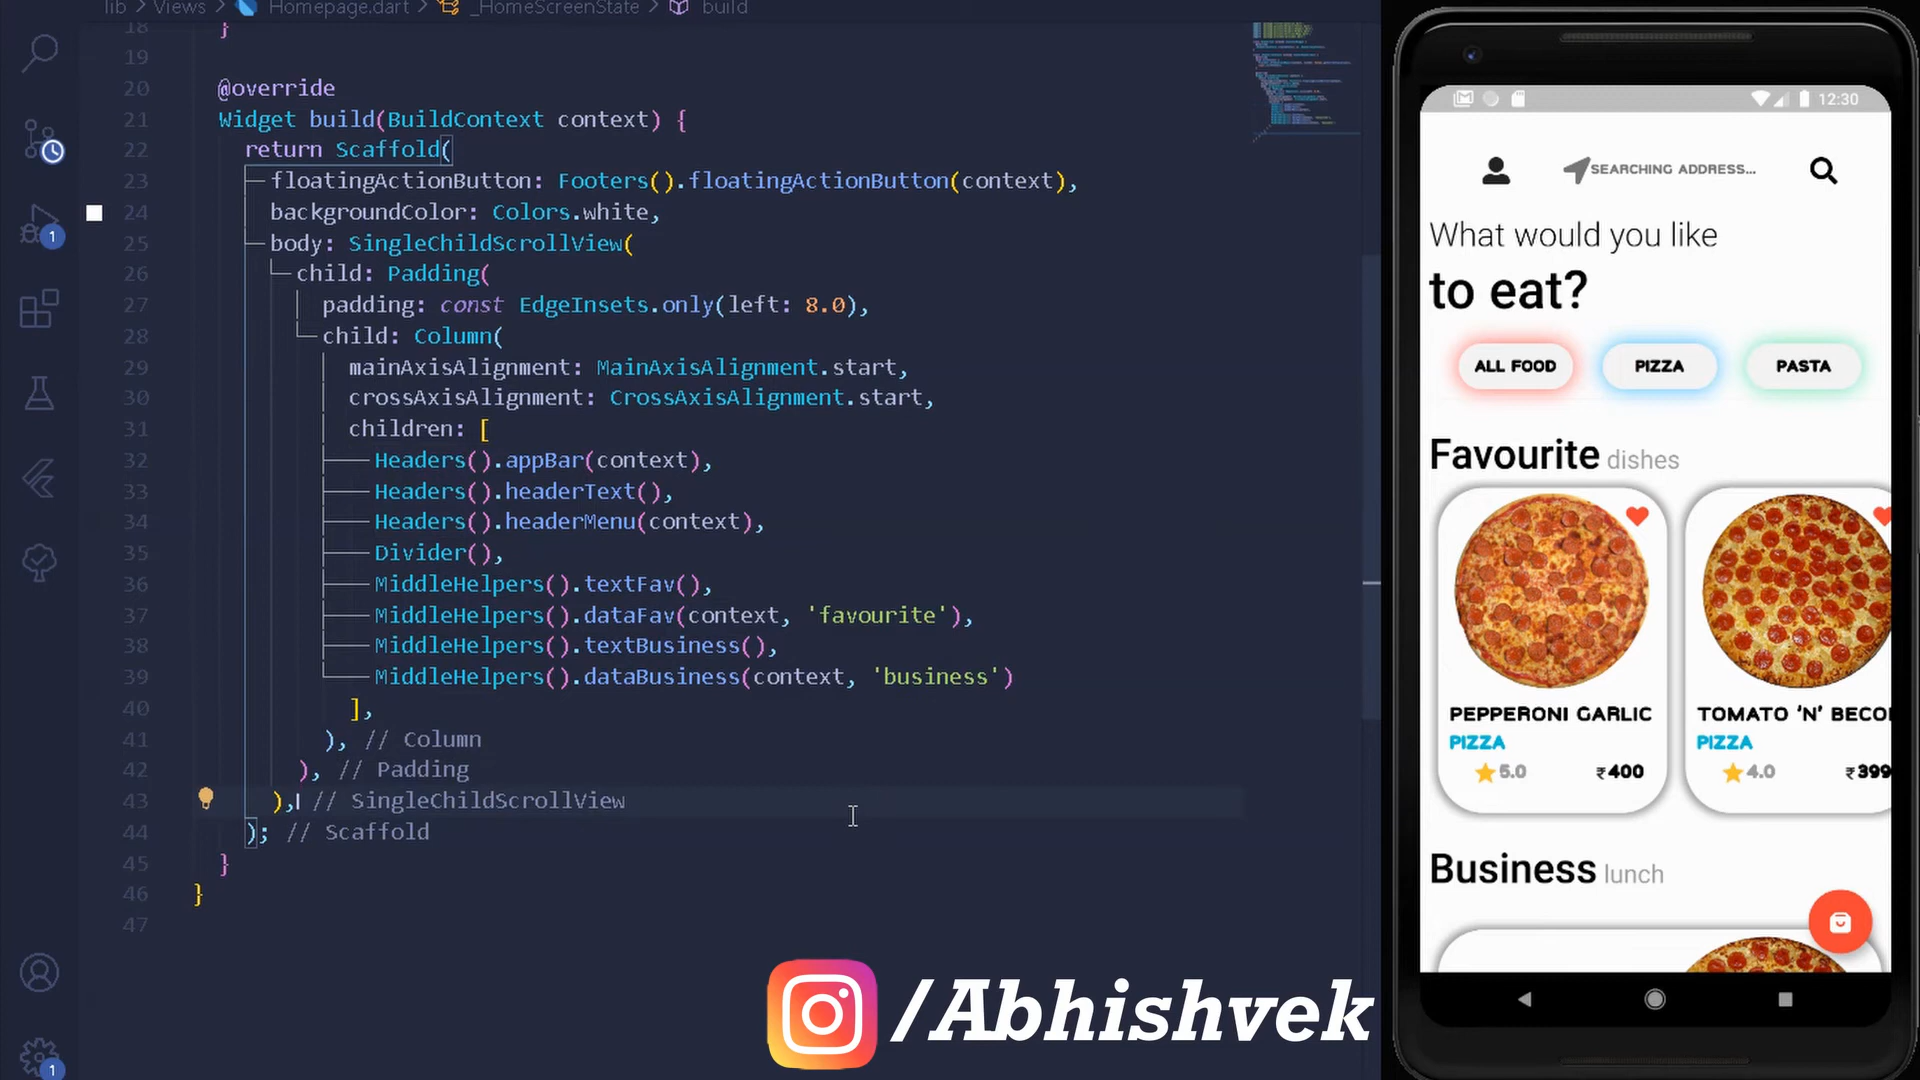 lib > Views > Homepage.dart > _HomeScreenState > build
18 }
19
20 @override
21 Widget build(BuildContext context) {
22 return Scaffold(
23 floatingActionButton: Footers().floatingActionButton(context),
24 backgroundColor: Colors.white,
25 body: SingleChildScrollView(
26 child: Padding(
27 padding: const EdgeInsets.only(left: 8.0),
28 child: Column(
29 mainAxisAlignment: MainAxisAlignment.start,
30 crossAxisAlignment: CrossAxisAlignment.start,
31 children: [
32 Headers().appBar(context),
33 Headers().headerText(),
34 Headers().headerMenu(context),
35 Divider(),
36 MiddleHelpers().textFav(),
37 MiddleHelpers().dataFav(context, 'favourite'),
38 MiddleHelpers().textBusiness(),
39 MiddleHelpers().dataBusiness(context, 'business')
40 ],
41 ), // Column
42 ), // Padding
43 ), // SingleChildScrollView
44 ); // Scaffold
45 }
46 }
47
1
1
/Abhishvek
12:30
SEARCHING ADDRESS...
What would you like
to eat?
ALL FOOD PIZZA PASTA
Favourite dishes
PEPPERONI GARLIC
PIZZA
5.0 ₹400
TOMATO 'N' BECO
PIZZA
4.0 ₹399
Business lunch